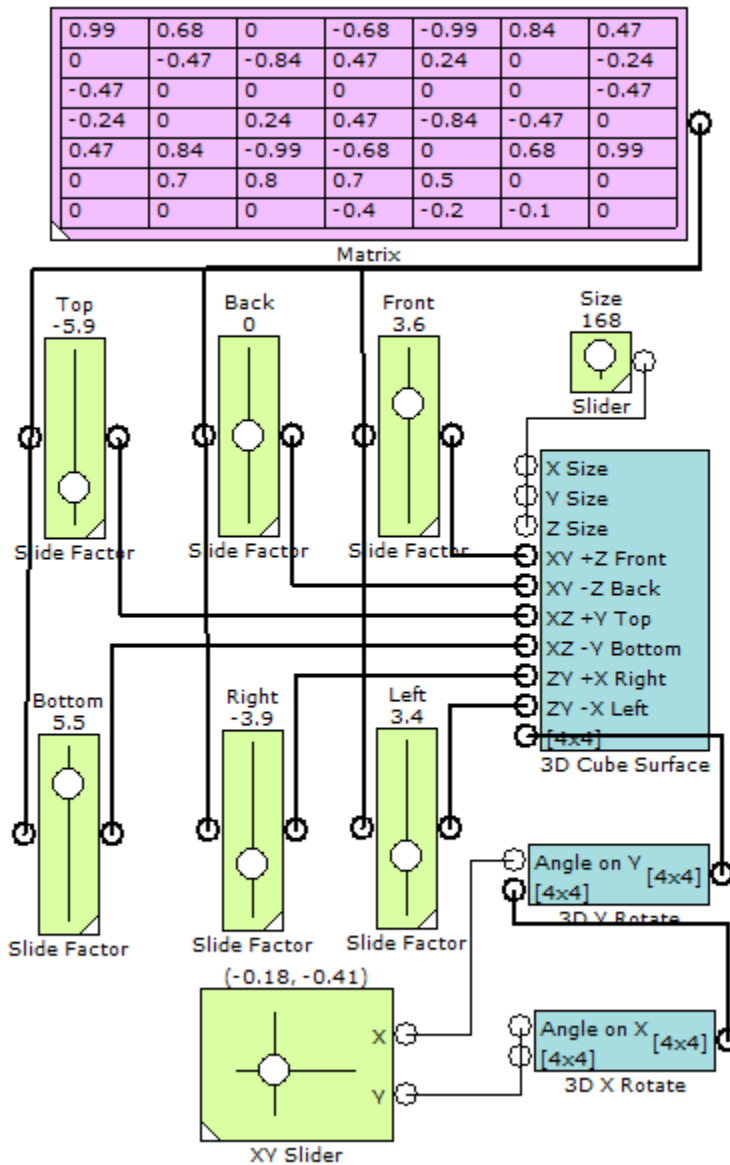 0.99 0.68 0 -0.68 -0.99 0.84 0.47
0 -0.47 -0.84 0.47 0.24 0 -0.24
-0.47 0 0 0 0 0 -0.47
-0.24 0 0.24 0.47 -0.84 -0.47 0
0.47 0.84 -0.99 -0.68 0 0.68 0.99
0 0.7 0.8 0.7 0.5 0 0
0 0 0 -0.4 -0.2 -0.1 0
Matrix
Top
-5.9
Slide Factor
Back
0
Slide Factor
Front
3.6
Slide Factor
Size
168
Slider
X Size
Y Size
Z Size
XY +Z Front
XY -Z Back
XZ +Y Top
XZ -Y Bottom
ZY +X Right
ZY -X Left
[4x4]
3D Cube Surface
Bottom
5.5
Slide Factor
Right
-3.9
Slide Factor
Left
3.4
Slide Factor
Angle on Y [4x4]
[4x4]
3D Y Rotate
(-0.18, -0.41)
X
Y
XY Slider
Angle on X [4x4]
[4x4]
3D X Rotate